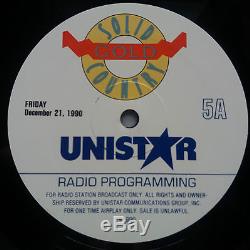 SOLID
GOLD
COUNTRY
FRIDAY
December 21, 1990
5A
UNISTAR
RADIO PROGRAMMING
FOR RADIO STATION BROADCAST ONLY. ALL RIGHTS AND OWNER-
SHIP RESERVED BY UNISTAR COMMUNICATIONS GROUP, INC.
FOR ONE TIME AIRPLAY ONLY. SALE IS UNLAWFUL.